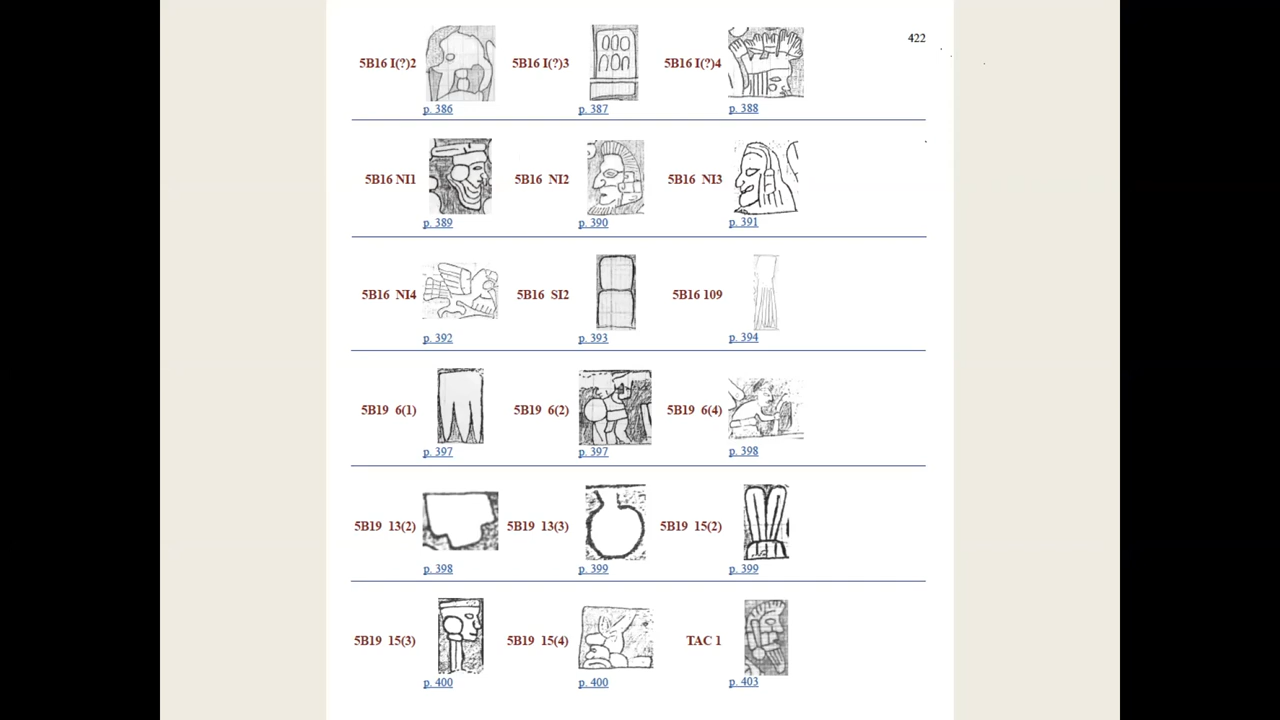 422
5B16 I(?)2 5B16 I(?)3 5B16 I(?)4
p. 386 p. 387 p. 388
5B16 NI1 5B16 NI2 5B16 NI3
p. 389 p. 390 p. 391
5B16 NI4 5B16 SI2 5B16 109
p. 392 p. 393 p. 394
5B19 6(1) 5B19 6(2) 5B19 6(4)
p. 397 p. 397 p. 398
5B19 13(2) 5B19 13(3) 5B19 15(2)
p. 398 p. 399 p. 399
5B19 15(3) 5B19 15(4) TAC 1
p. 400 p. 400 p. 403